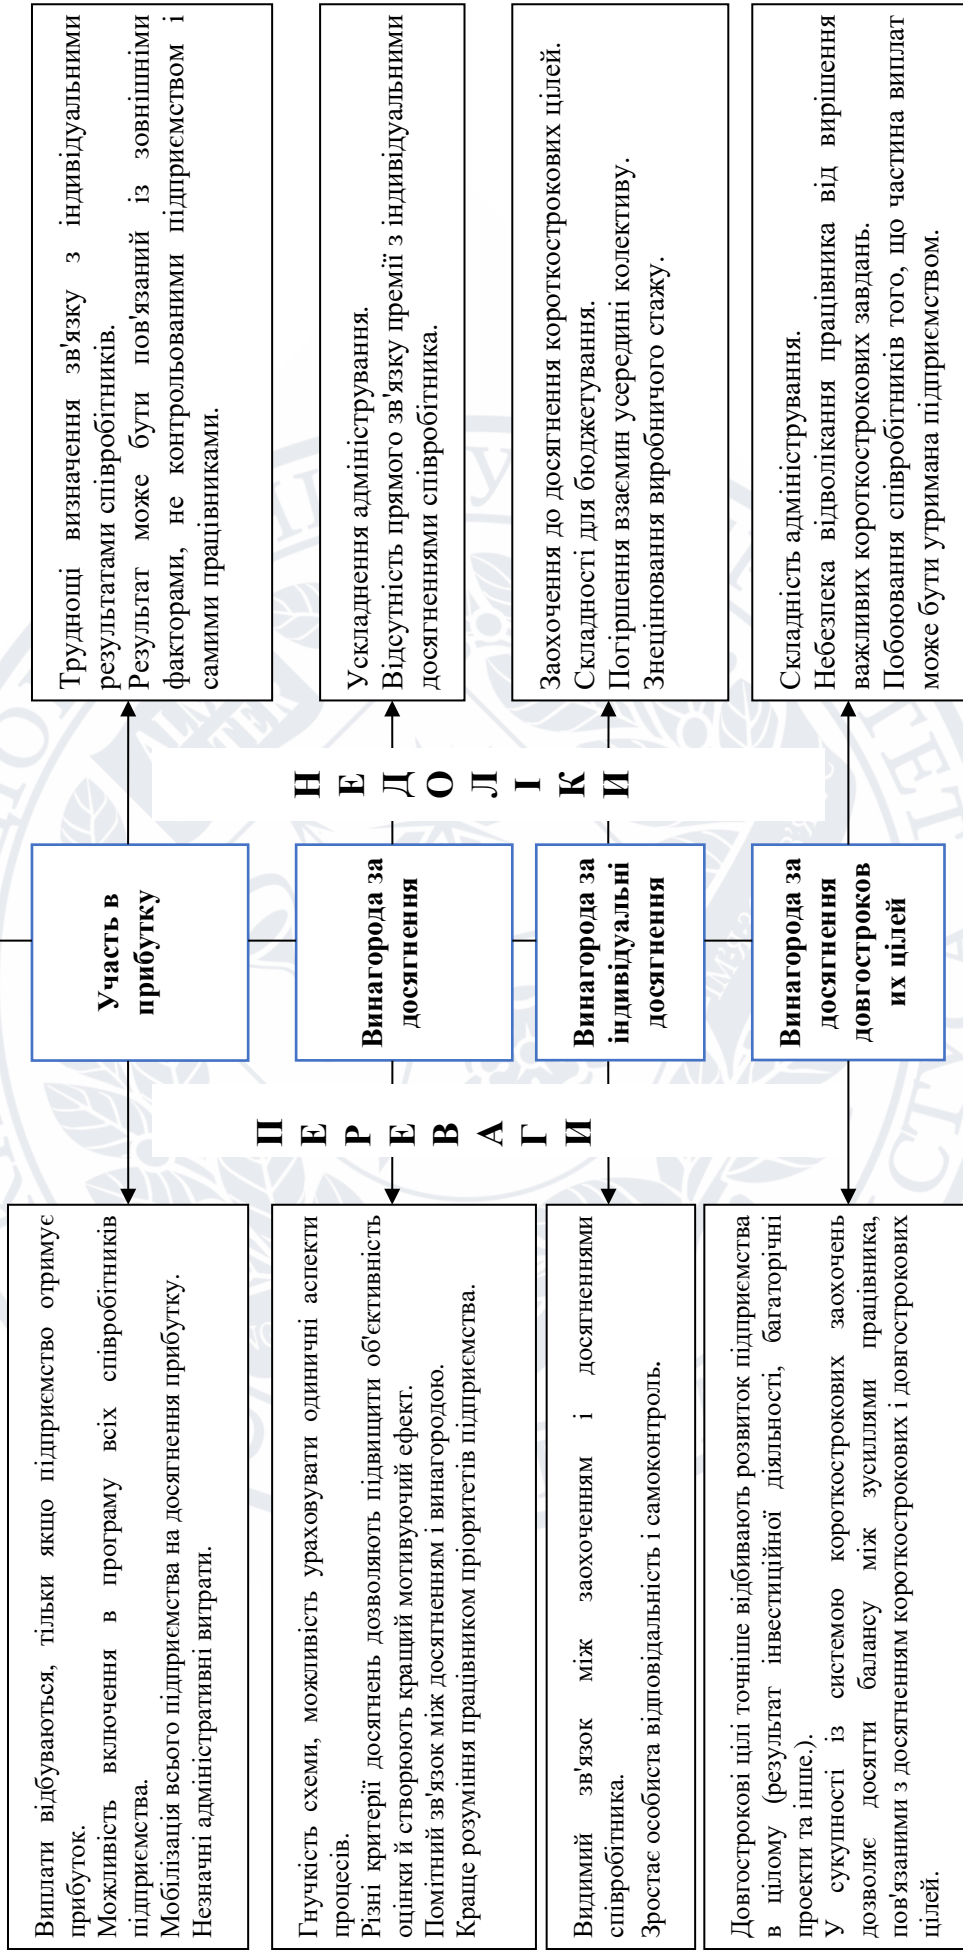 Виплати відбуваються, тільки якщо підприємство отримує
прибуток.
Можливість включення в програму всіх співробітників
підприємства.
Мобілізація всього підприємства на досягнення прибутку.
Незначні адміністративні витрати.
Участь в
прибутку
Труднощі визначення зв'язку з індивідуальними
результатами співробітників.
Результат може бути пов'язаний із зовнішніми
факторами, не контрольованими підприємством і
самими працівниками.
ПЕРЕВАГИ
НЕДОЛІКИ
Гнучкість схеми, можливість ураховувати одиничні аспекти
процесів.
Різні критерії досягнень дозволяють підвищити об'єктивність
оцінки й створюють кращий мотивуючий ефект.
Помітний зв'язок між досягненням і винагородою.
Краще розуміння працівником пріоритетів підприємства.
Винагорода за
досягнення
Ускладнення адміністрування.
Відсутність прямого зв'язку премії з індивідуальними
досягненнями співробітника.
Видимий зв'язок між заохоченням і досягненнями
співробітника.
Зростає особиста відповідальність і самоконтроль.
Винагорода за
індивідуальні
досягнення
Заохочення до досягнення короткострокових цілей.
Складності для бюджетування.
Погіршення взаємин усередині колективу.
Знецінювання виробничого стажу.
Довгострокові цілі точніше відбивають розвиток підприємства
в цілому (результат інвестиційної діяльності, багаторічні
проекти та інше.).
У сукупності із системою короткострокових заохочень
дозволяє досягти балансу між зусиллями працівника,
пов'язаними з досягненням короткострокових і довгострокових
цілей.
Винагорода за
досягнення
довгостроков
их цілей
Складність адміністрування.
Небезпека відволікання працівника від вирішення
важливих короткострокових завдань.
Побоювання співробітників того, що частина виплат
може бути утримана підприємством.